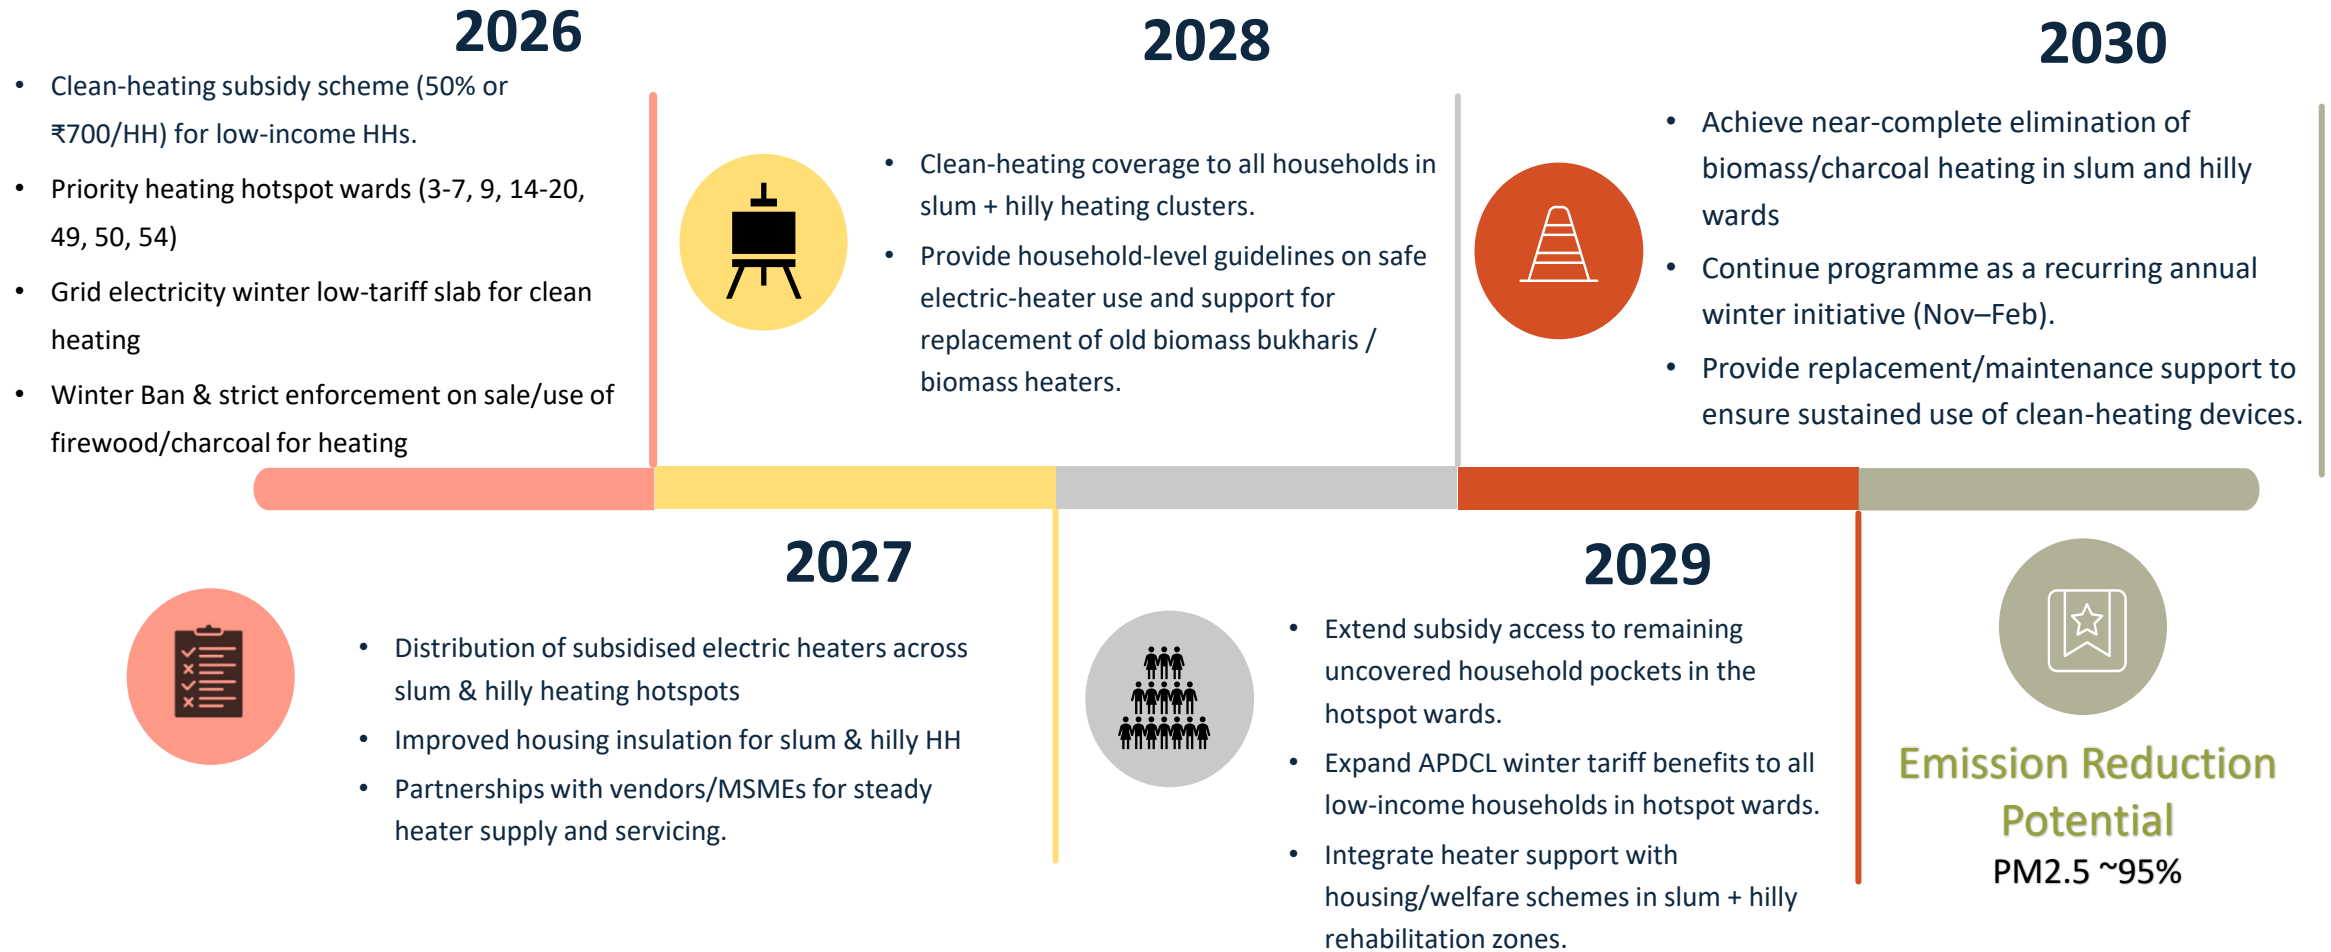 2026
• Clean-heating subsidy scheme (50% or
₹700/HH) for low-income HHs.
• Priority heating hotspot wards (3-7, 9, 14-20,
49, 50, 54)
• Grid electricity winter low-tariff slab for clean
heating
• Winter Ban & strict enforcement on sale/use of
firewood/charcoal for heating
2028
• Clean-heating coverage to all households in
slum + hilly heating clusters.
• Provide household-level guidelines on safe
electric-heater use and support for
replacement of old biomass bukharis /
biomass heaters.
2030
• Achieve near-complete elimination of
biomass/charcoal heating in slum and hilly
wards
• Continue programme as a recurring annual
winter initiative (Nov–Feb).
• Provide replacement/maintenance support to
ensure sustained use of clean-heating devices.
2027
• Distribution of subsidised electric heaters across
slum & hilly heating hotspots
• Improved housing insulation for slum & hilly HH
• Partnerships with vendors/MSMEs for steady
heater supply and servicing.
2029
• Extend subsidy access to remaining
uncovered household pockets in the
hotspot wards.
• Expand APDCL winter tariff benefits to all
low-income households in hotspot wards.
• Integrate heater support with
housing/welfare schemes in slum + hilly
rehabilitation zones.
Emission Reduction
Potential
PM2.5 ~95%